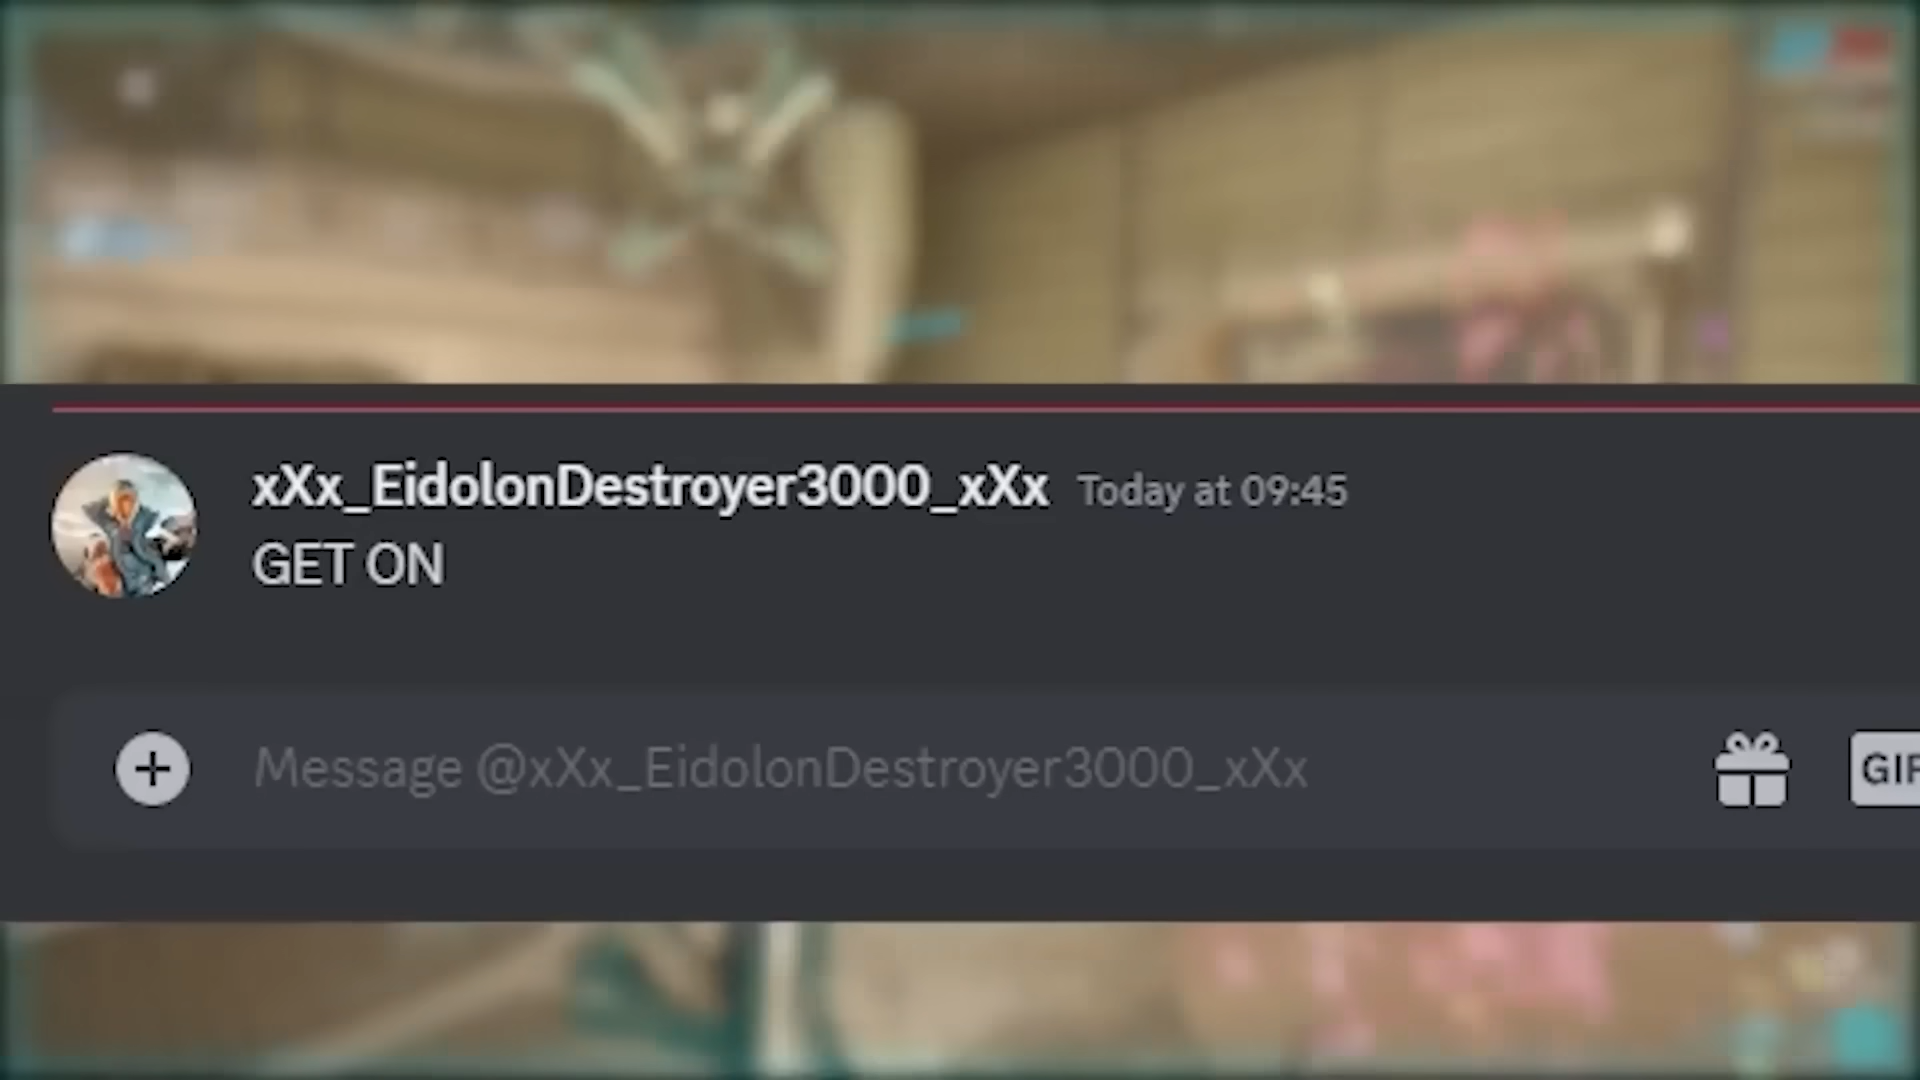 xXx_EidolonDestroyer3000_xXx Today at 09:45
GET ON
Message @xXx_EidolonDestroyer3000_xXx
GIF